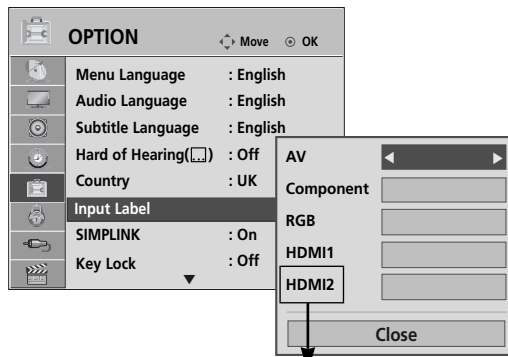 OPTION Move OK
Menu Language : English
Audio Language : English
Subtitle Language : English
Hard of Hearing( ) : Off
Country : UK
Input Label
SIMPLINK : On
Key Lock : Off
AV
Component
RGB
HDMI1
HDMI2
Close